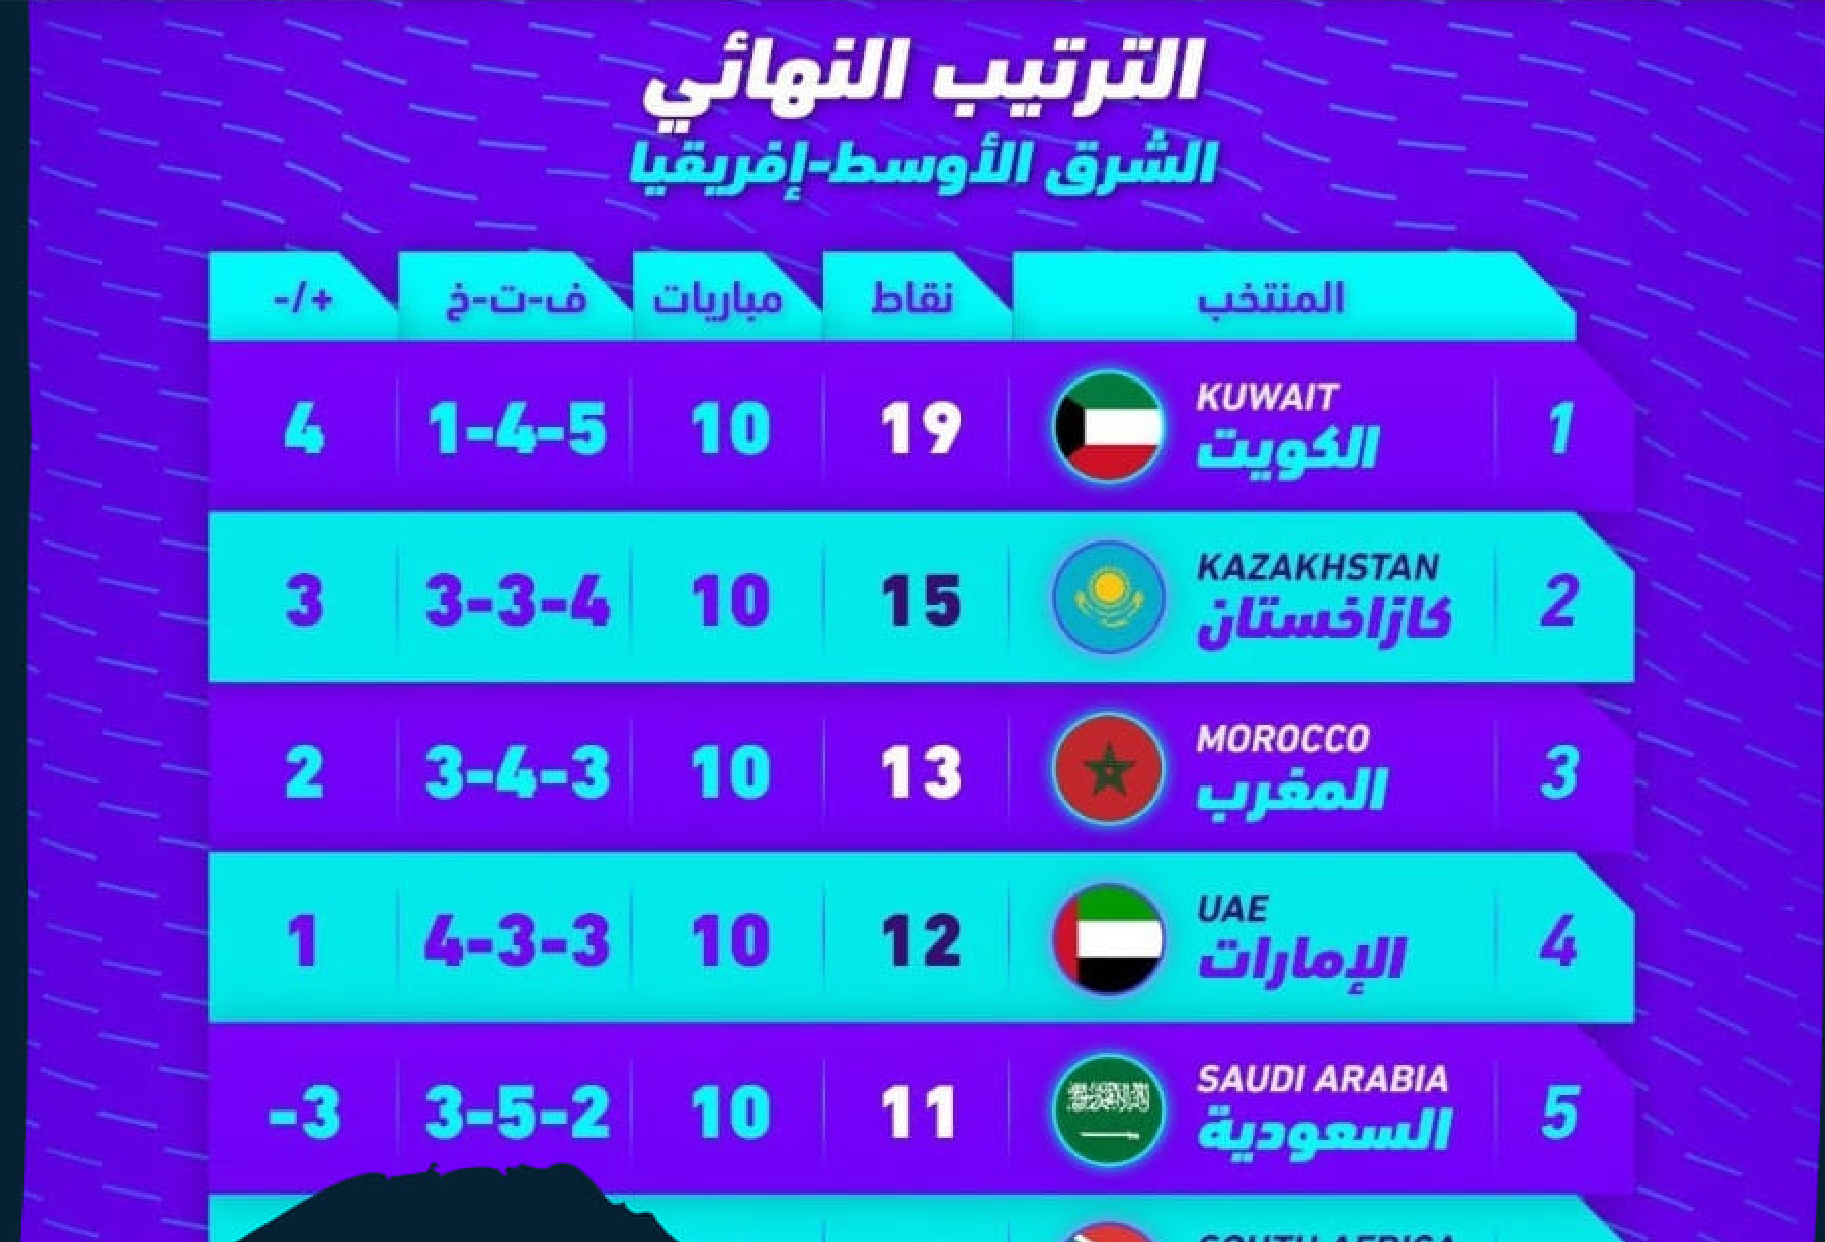 الترتيب النهائي
الشرق الأوسط-إفريقيا
المنتخب نقاط مباريات ف-ت-خ +/-
1 KUWAIT 19 10 1-4-5 4
الكويت
2 KAZAKHSTAN 15 10 3-3-4 3
كازاخستان
3 MOROCCO 13 10 3-4-3 2
المغرب
4 UAE 12 10 4-3-3 1
الإمارات
5 SAUDI ARABIA 11 10 3-5-2 -3
السعودية
SOUTH AFRICA